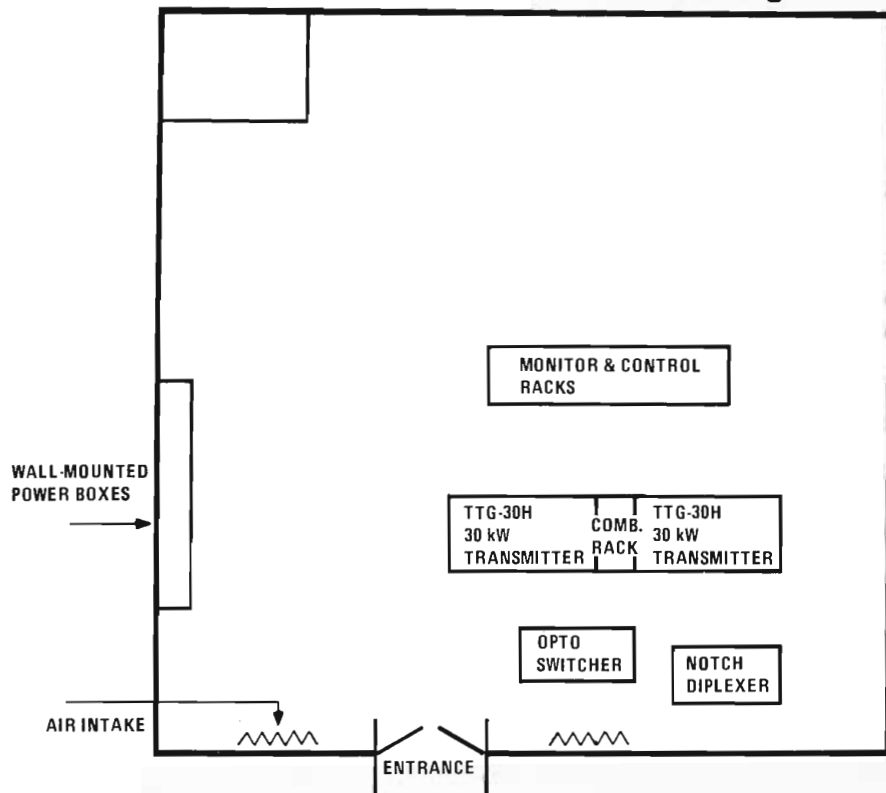 MONITOR & CONTROL
RACKS
WALL-MOUNTED
POWER BOXES
TTG-30H
30 kW
TRANSMITTER
COMB.
RACK
TTG-30H
30 kW
TRANSMITTER
OPTO
SWITCHER
NOTCH
DIPLEXER
AIR INTAKE
ENTRANCE